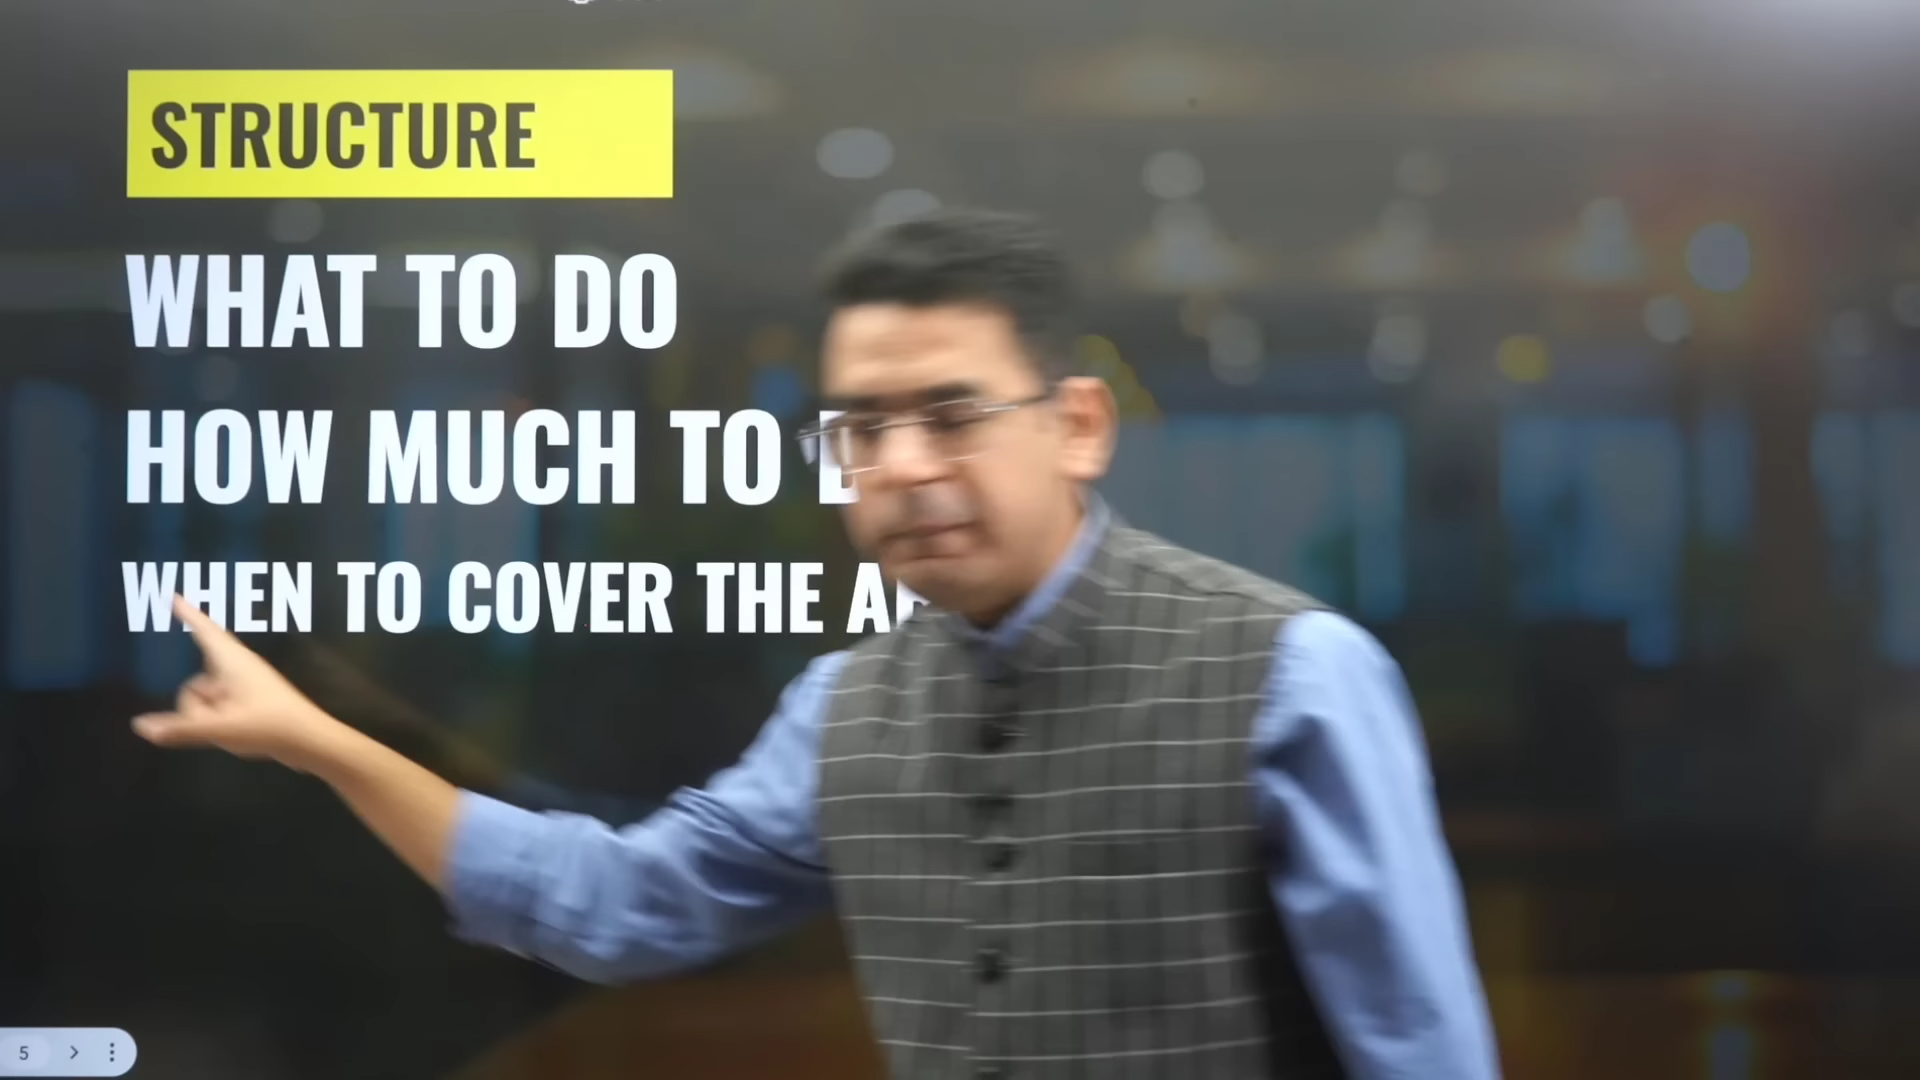 STRUCTURE
WHAT TO DO
HOW MUCH TO
WHEN TO COVER THE
5